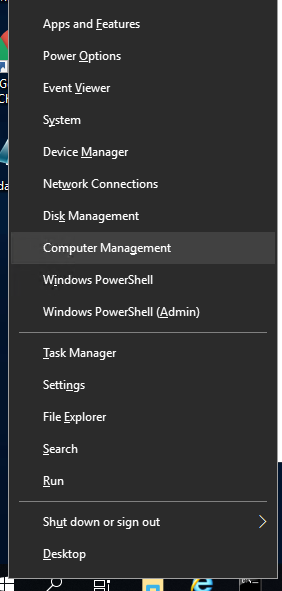 Apps and Features
Power Options
Event Viewer
System
Device Manager
Network Connections
Disk Management
Computer Management
Windows PowerShell
Windows PowerShell (Admin)
Task Manager
Settings
File Explorer
Search
Run
Shut down or sign out
Desktop